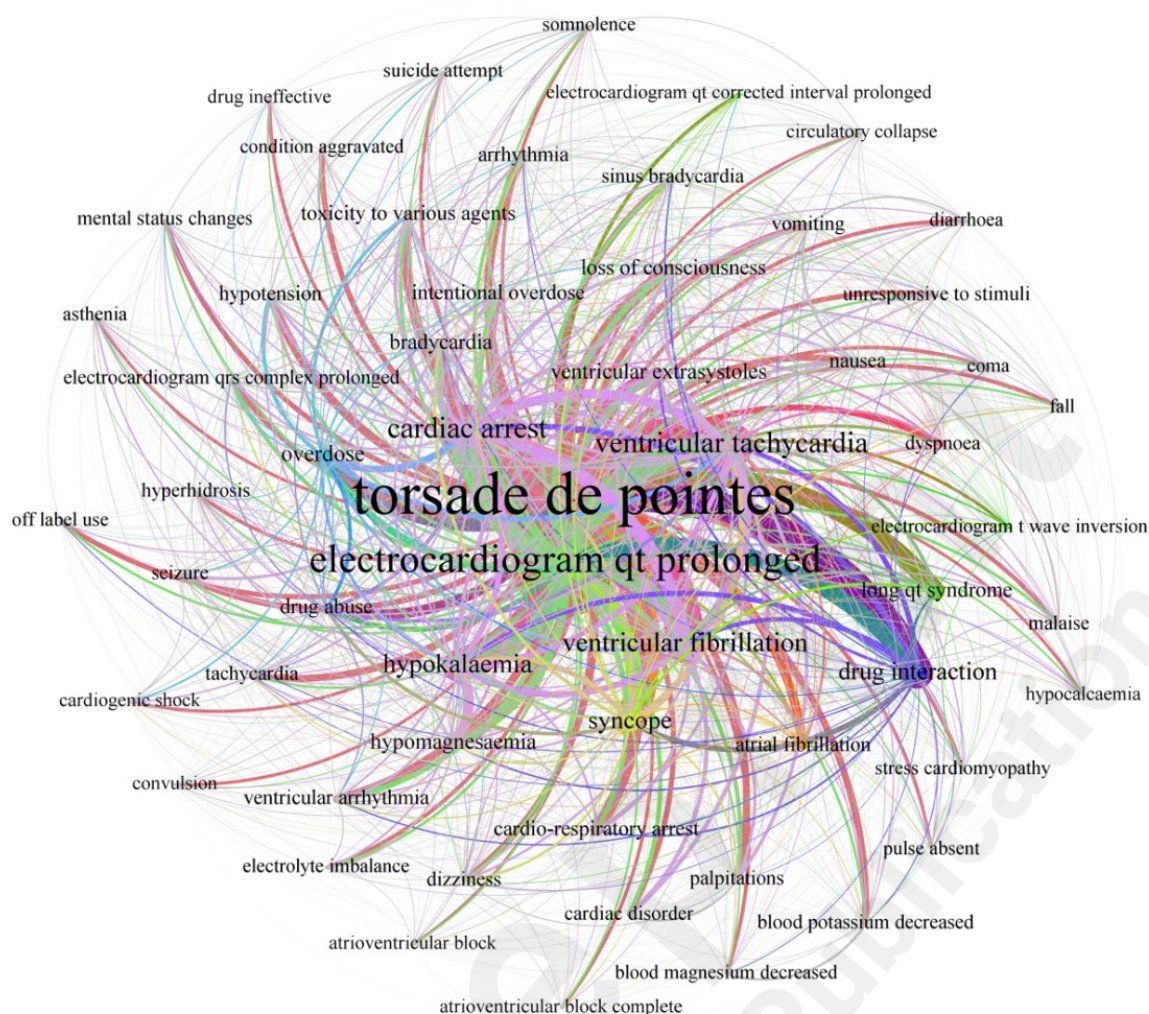 somnolence
suicide attempt
electrocardiogram qt corrected interval prolonged
drug ineffective
circulatory collapse
condition aggravated
arrhythmia
sinus bradycardia
mental status changes
toxicity to various agents
vomiting
diarrhoea
loss of consciousness
hypotension
intentional overdose
unresponsive to stimuli
asthenia
bradycardia
nausea
coma
electrocardiogram qrs complex prolonged
ventricular extrasystoles
fall
cardiac arrest
ventricular tachycardia
dyspnoea
overdose
hyperhidrosis
torsade de pointes
off label use
electrocardiogram t wave inversion
electrocardiogram qt prolonged
seizure
long qt syndrome
drug abuse
malaise
ventricular fibrillation
hypokalaemia
tachycardia
drug interaction
hypocalcaemia
cardiogenic shock
syncope
hypomagnesaemia
atrial fibrillation
stress cardiomyopathy
convulsion
ventricular arrhythmia
cardio-respiratory arrest
pulse absent
electrolyte imbalance
dizziness
palpitations
cardiac disorder
blood potassium decreased
atrioventricular block
blood magnesium decreased
atrioventricular block complete
Publication